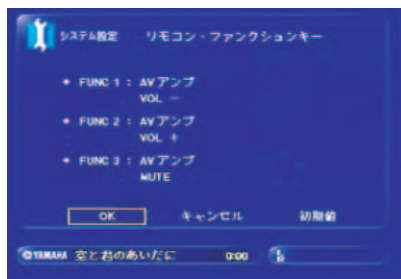 システム設定 リモコン・ファンクションキー
* FUNC 1 : AVアンプ
VOL −
* FUNC 2 : AVアンプ
VOL +
* FUNC 3 : AVアンプ
MUTE
OK キャンセル 初期値
YAMAHA 空と君のあいだに 0:00